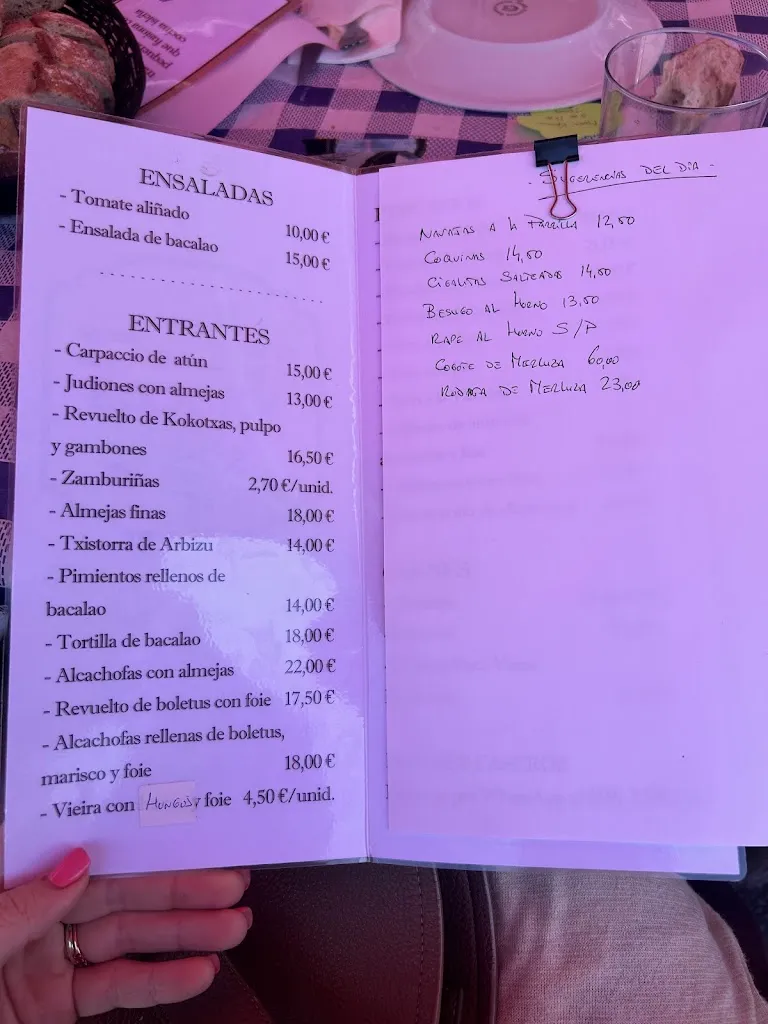 ENSALADAS
- Tomate aliñado 10,00 €
- Ensalada de bacalao 15,00 €
ENTRANTES
- Carpaccio de atún 15,00 €
- Judiones con almejas 13,00 €
- Revuelto de Kokotxas, pulpo
y gambones 16,50 €
- Zamburiñas 2,70 €/unid.
- Almejas finas 18,00 €
- Txistorra de Arbizu 14,00 €
- Pimientos rellenos de
bacalao 14,00 €
- Tortilla de bacalao 18,00 €
- Alcachofas con almejas 22,00 €
- Revuelto de boletus con foie 17,50 €
- Alcachofas rellenas de boletus,
marisco y foie 18,00 €
- Vieira con HONGOS y foie 4,50 €/unid.
- SUGERENCIAS DEL DIA -
NAVAJAS A LA PARRILLA 12,50
COQUINAS 14,50
CIGALITAS SALTEADAS 14,50
BESUGO AL HORNO 13,50
RAPE AL HORNO S/P
COGOTE DE MERLUZA 60,00
RODAJA DE MERLUZA 23,00